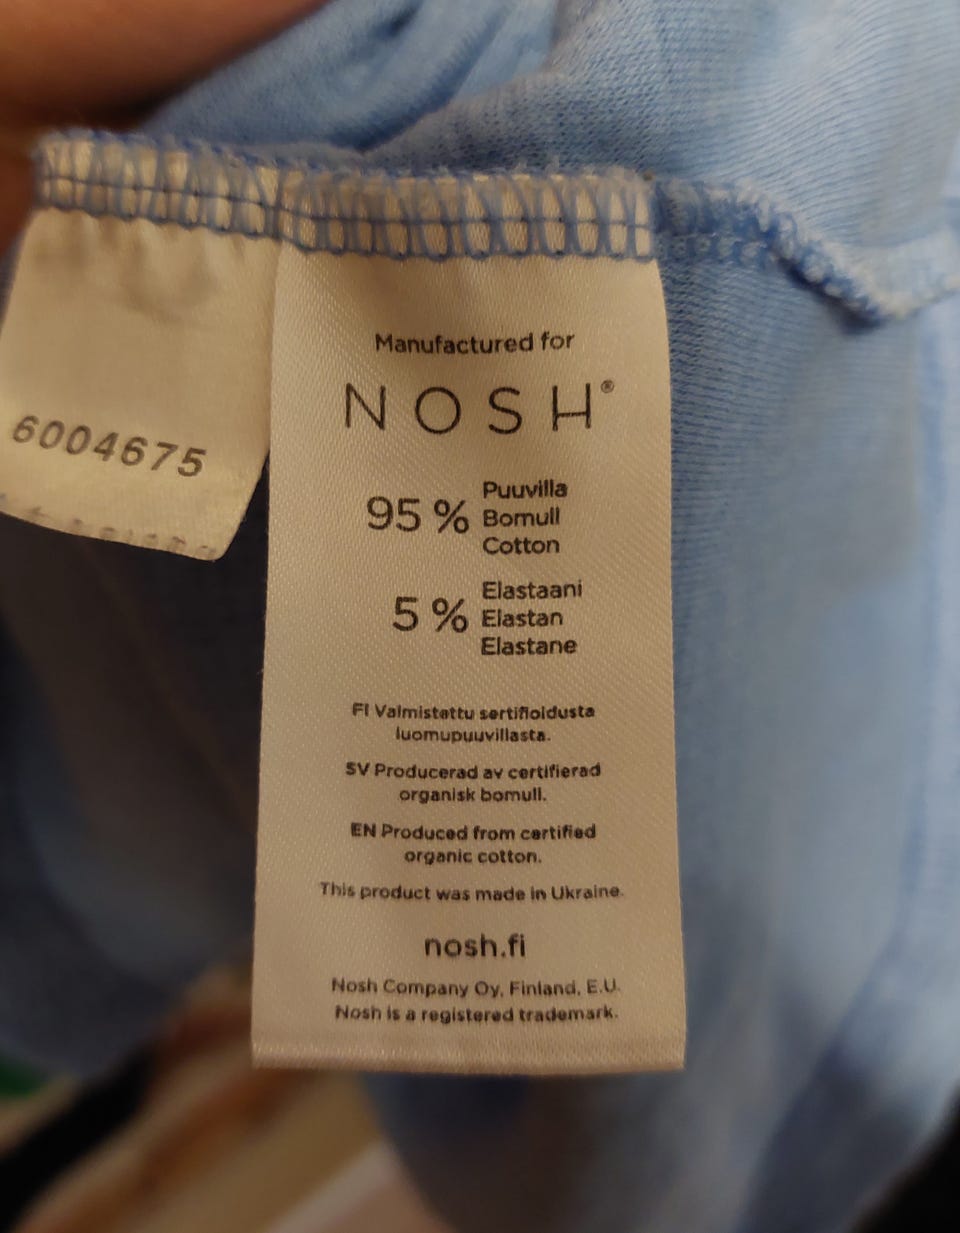 6004675
Manufactured for
NOSH®
95 % Puuvilla
Bomull
Cotton
5 % Elastaani
Elastan
Elastane
FI Valmistettu sertifioidusta
luomupuuvillasta.
SV Producerad av certifierad
organisk bomull.
EN Produced from certified
organic cotton.
This product was made in Ukraine.
nosh.fi
Nosh Company Oy, Finland, E.U.
Nosh is a registered trademark.